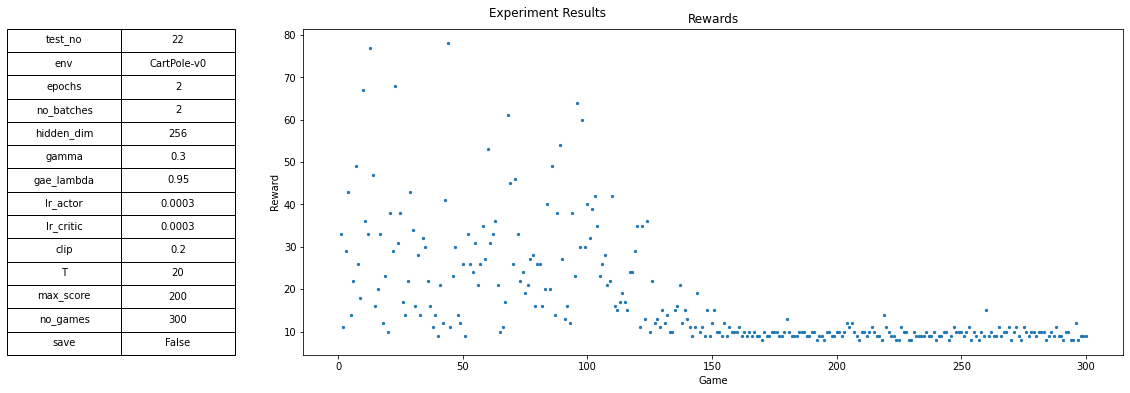 Experiment Results
Rewards
test_no 22
env CartPole-v0
epochs 2
no_batches 2
hidden_dim 256
gamma 0.3
gae_lambda 0.95
lr_actor 0.0003
lr_critic 0.0003
clip 0.2
T 20
max_score 200
no_games 300
save False
Reward
80
70
60
50
40
30
20
10
0 50 100 150 200 250 300
Game